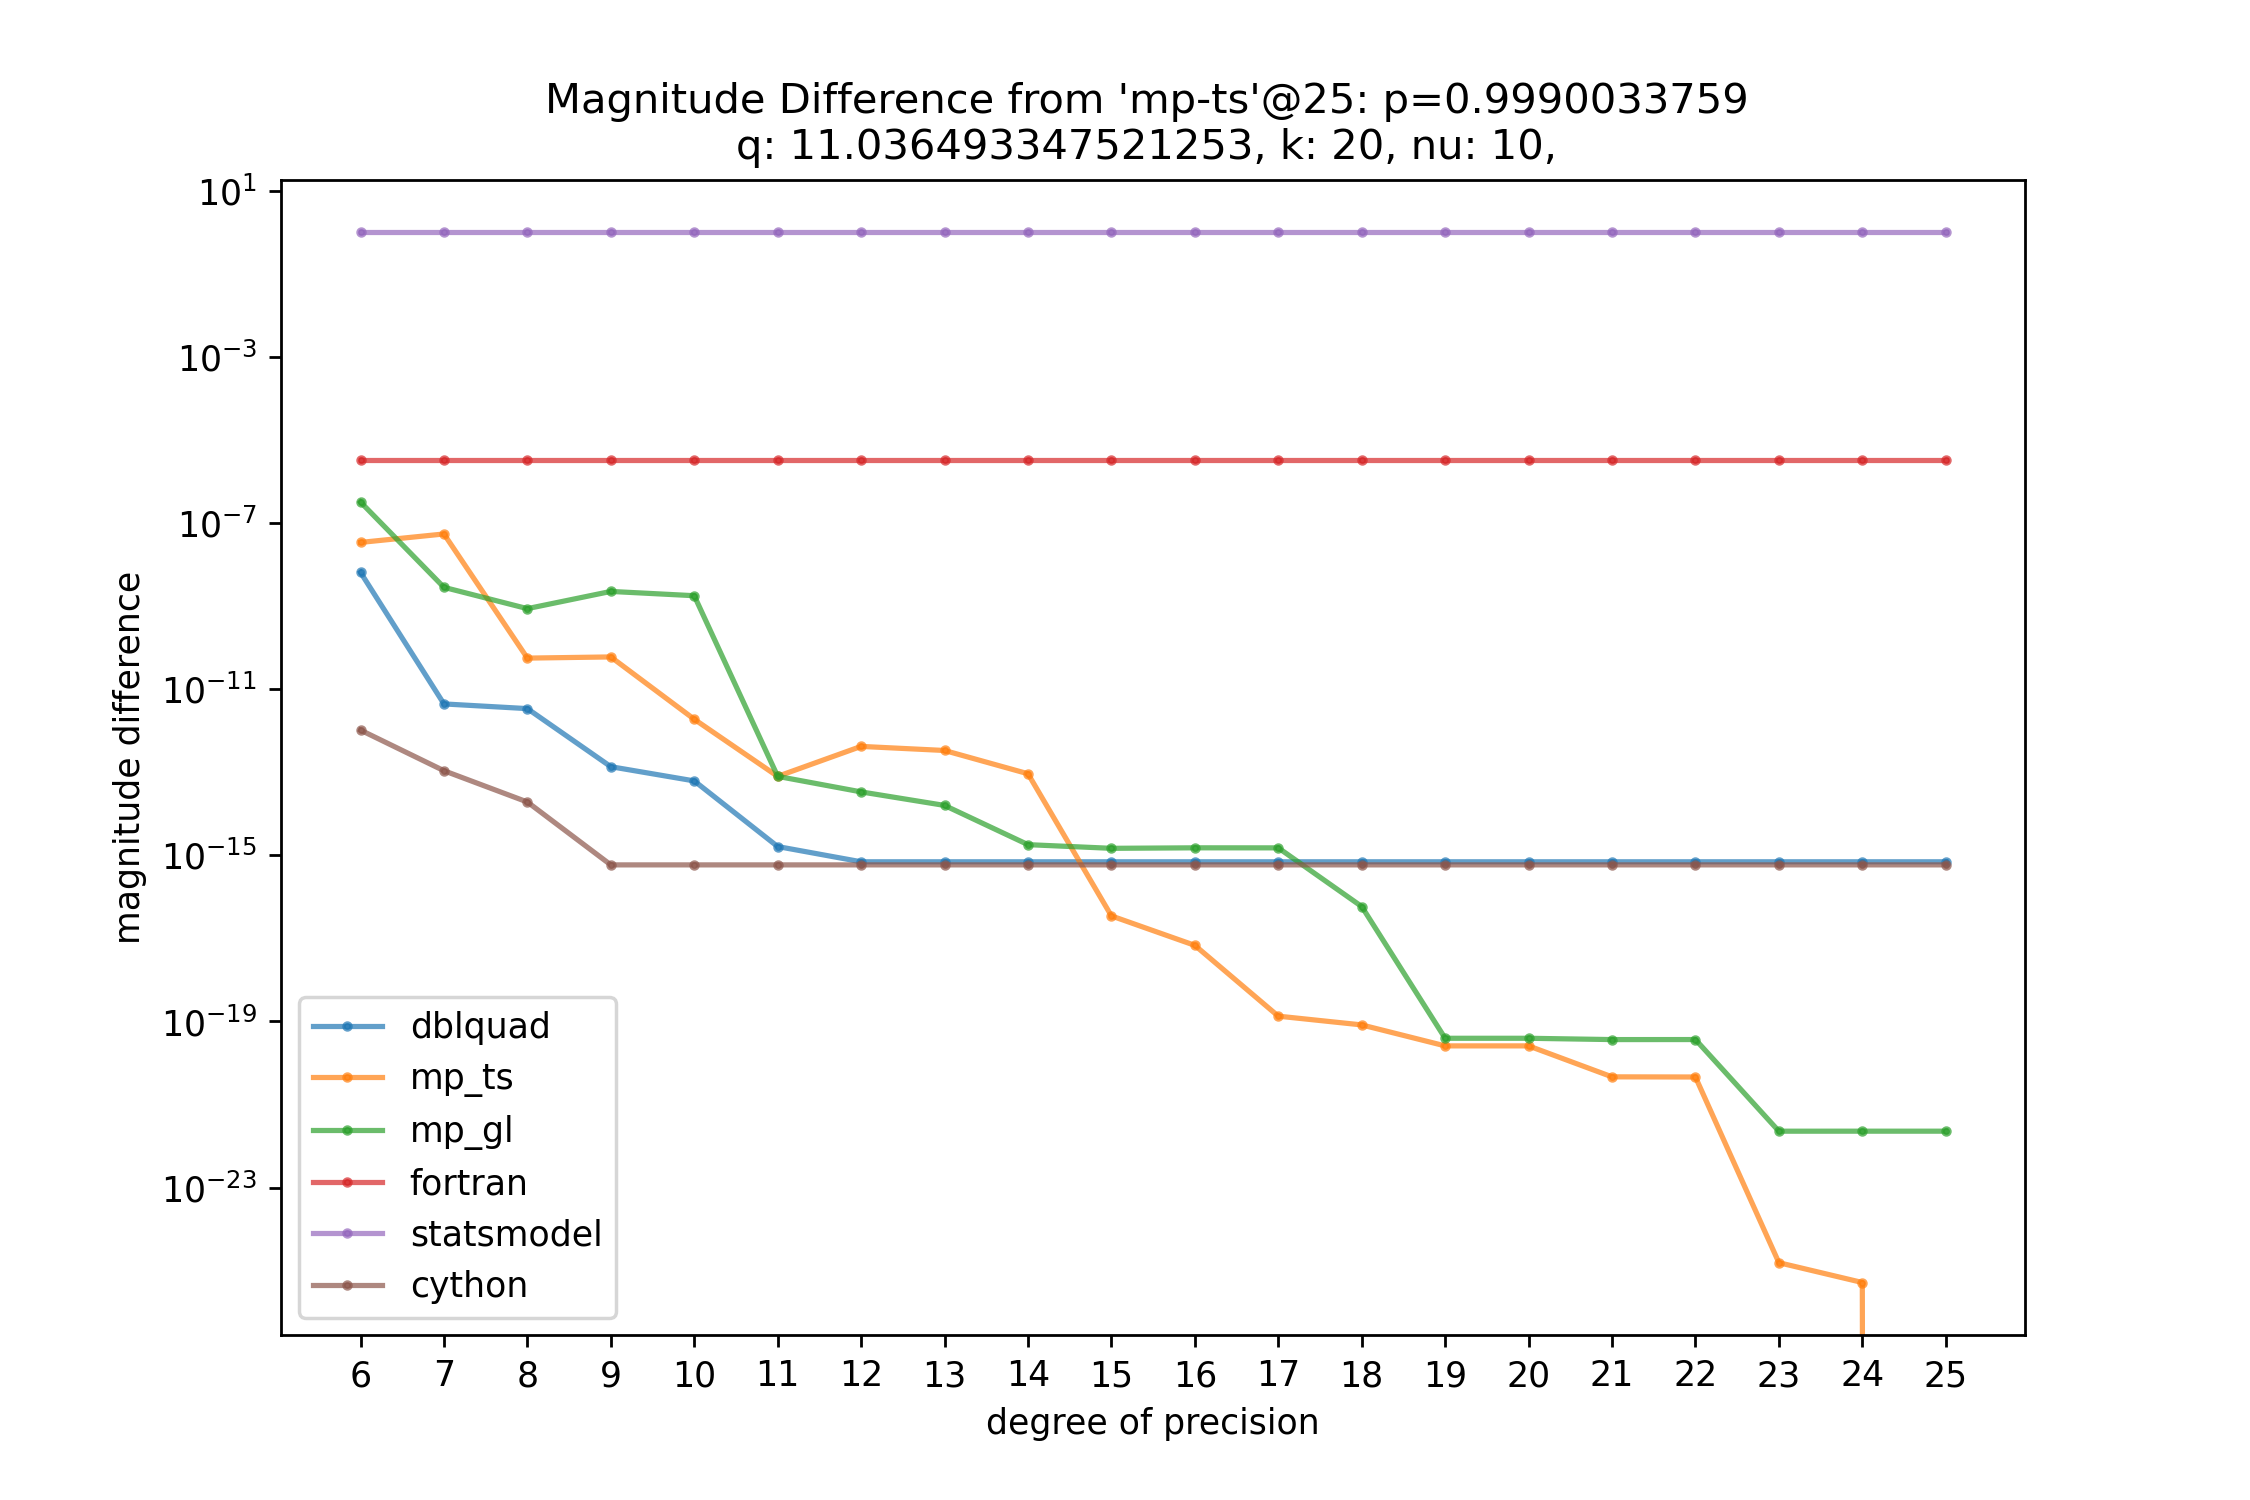 Magnitude Difference from 'mp-ts'@25: p=0.9990033759
q: 11.036493347521253, k: 20, nu: 10,
10¹
10⁻³
10⁻⁷
10⁻¹¹
10⁻¹⁵
10⁻¹⁹
10⁻²³
magnitude difference
dblquad
mp_ts
mp_gl
fortran
statsmodel
cython
6 7 8 9 10 11 12 13 14 15 16 17 18 19 20 21 22 23 24 25
degree of precision